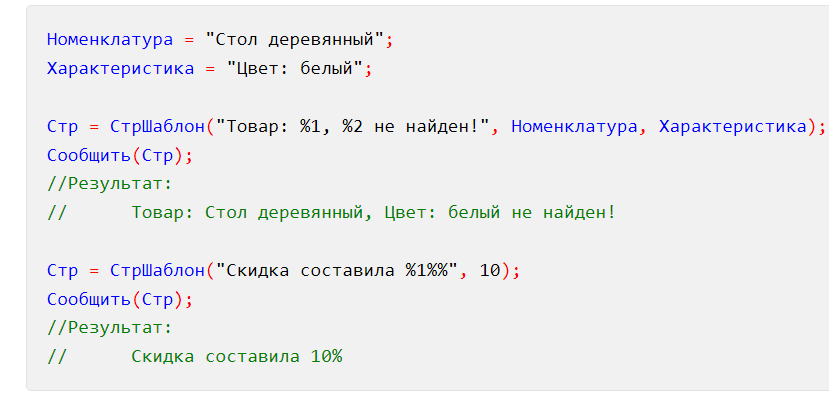 Номенклатура = "Стол деревянный";
Характеристика = "Цвет: белый";
Стр = СтрШаблон("Товар: %1, %2 не найден!", Номенклатура, Характеристика);
Сообщить(Стр);
//Результат:
//      Товар: Стол деревянный, Цвет: белый не найден!
Стр = СтрШаблон("Скидка составила %1%%", 10);
Сообщить(Стр);
//Результат:
//      Скидка составила 10%